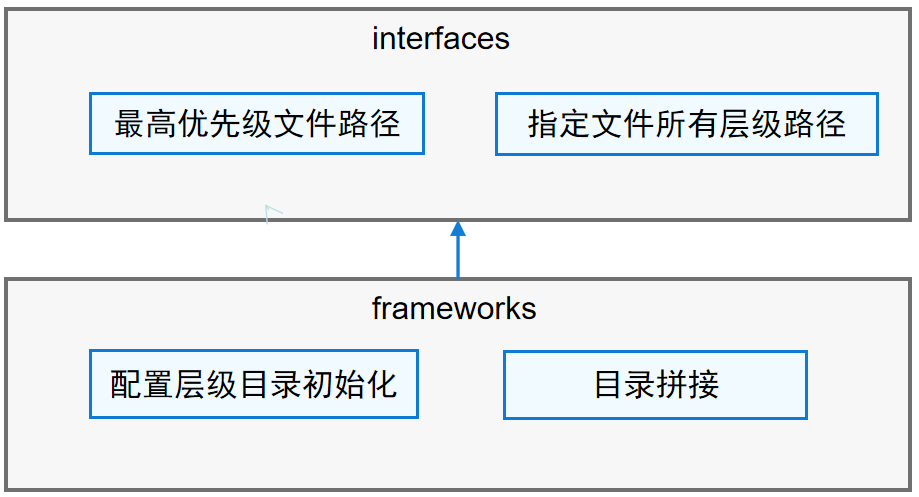 interfaces
最高优先级文件路径
指定文件所有层级路径
frameworks
配置层级目录初始化
目录拼接